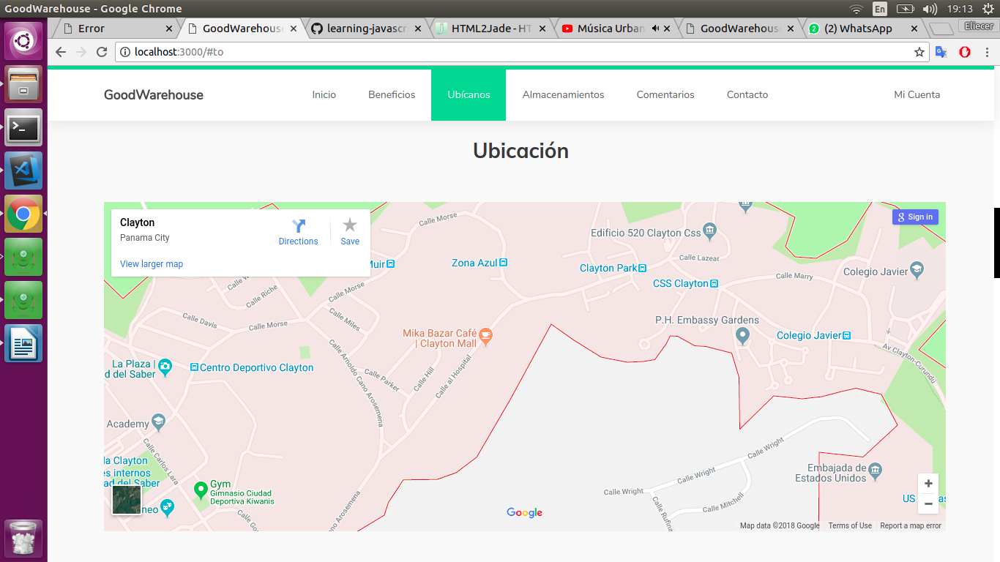 GoodWarehouse - Google Chrome
En
19:13
Error
GoodWarehouse
learning-javascr
HTML2Jade - HT
Música Urban
GoodWarehouse
(2) WhatsApp
Eliecer
localhost:3000/#to
GoodWarehouse
Inicio
Beneficios
Ubícanos
Almacenamientos
Comentarios
Contacto
Mi Cuenta
Ubicación
Clayton
Panama City
Directions
Save
View larger map
Sign in
Calle Morse
Edificio 520 Clayton Css
Muir
Zona Azul
Calle Lazear
Clayton Park
CSS Clayton
Calle Marry
Colegio Javier
Calle Riche
Calle Morse
Calle Davis
Calle Morse
Calle Miles
P.H. Embassy Gardens
Mika Bazar Café
| Clayton Mall
Colegio Javier
Av Clayton-Curundú
La Plaza |
d del Saber
Centro Deportivo Clayton
Calle Arnoldo Cano Arosemena
Calle Parker
Calle Hill
Calle al Hospital
Academy
Calle Carlos Lara
la Clayton
es internos
ad del Saber
Calle Wright
Calle Wright
Calle Wright
Embajada de
Estados Unidos
Gym
Gimnasio Ciudad
Deportiva Kiwanis
neo
Cano Arosemena
Calle Mitchell
Calle Rufina
US
as
Calle Go
Google
Map data ©2018 Google
Terms of Use
Report a map error